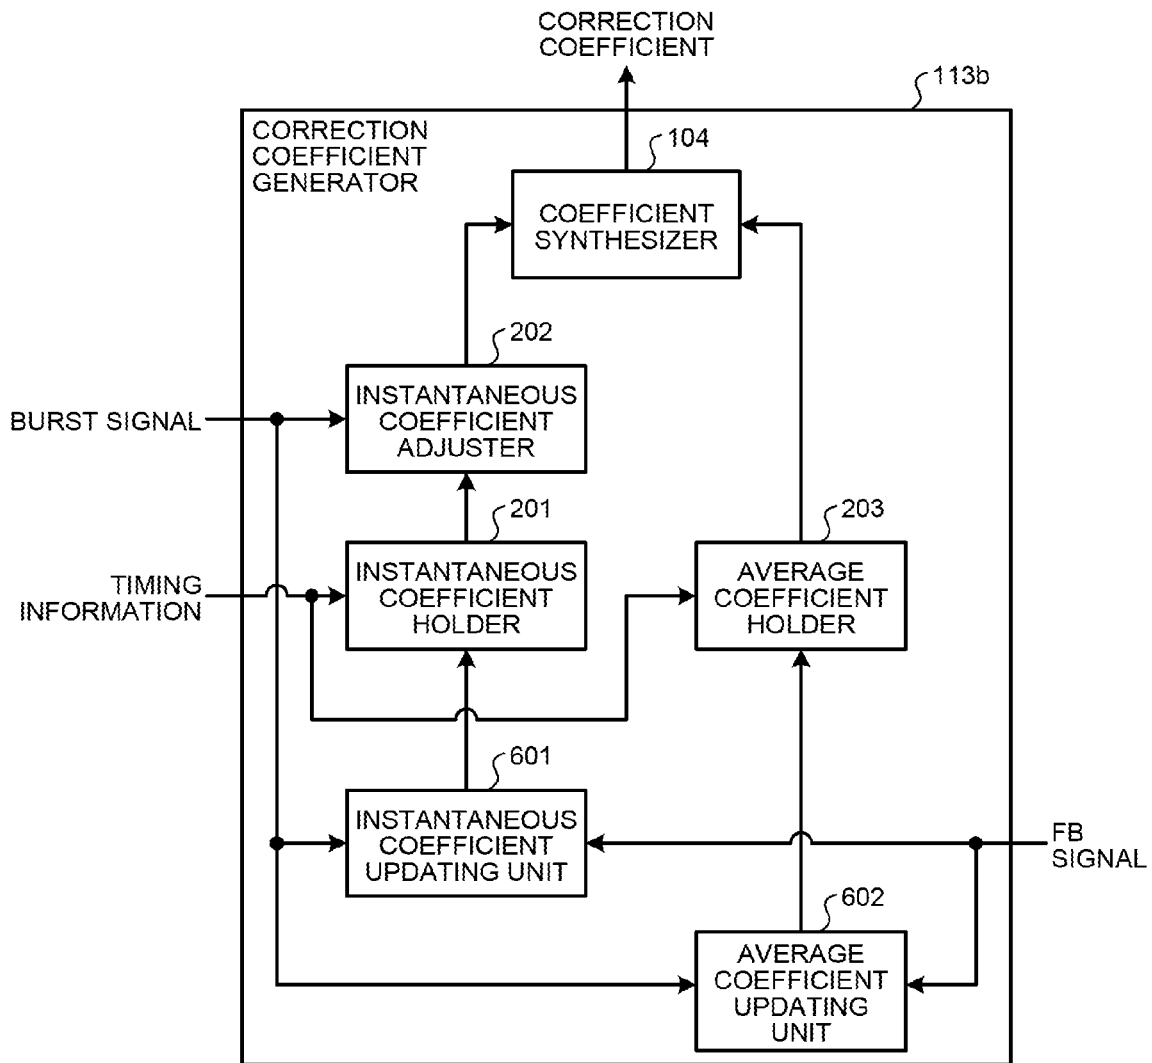 CORRECTION
COEFFICIENT
113b
CORRECTION
COEFFICIENT
GENERATOR
104
COEFFICIENT
SYNTHESIZER
202
INSTANTANEOUS
COEFFICIENT
ADJUSTER
BURST SIGNAL
201
INSTANTANEOUS
COEFFICIENT
HOLDER
203
AVERAGE
COEFFICIENT
HOLDER
TIMING
INFORMATION
601
INSTANTANEOUS
COEFFICIENT
UPDATING UNIT
FB
SIGNAL
602
AVERAGE
COEFFICIENT
UPDATING
UNIT